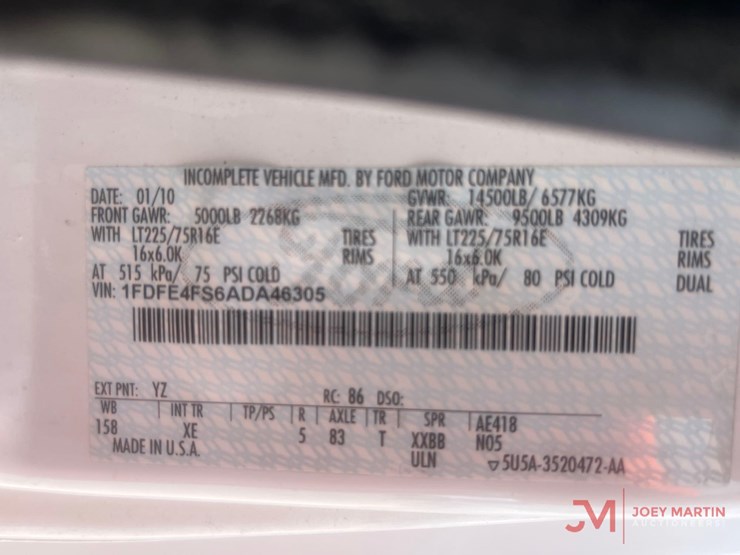 INCOMPLETE VEHICLE MFD. BY FORD MOTOR COMPANY
DATE: 01/10 GVWR: 14500LB/ 6577KG
FRONT GAWR: 5000LB 2268KG REAR GAWR: 9500LB 4309KG
WITH LT225/75R16E TIRES WITH LT225/75R16E TIRES
16x6.0K RIMS 16x6.0K RIMS
AT 515 kPa/ 75 PSI COLD AT 550 kPa/ 80 PSI COLD DUAL
VIN: 1FDFE4FS6ADA46305
EXT PNT: YZ RC: 86 DSO:
WB INT TR TP/PS R AXLE TR SPR AE418
158 XE 5 83 T XXBB N05
MADE IN U.S.A. ULN ▽5U5A-3520472-AA
JM JOEY MARTIN
AUCTIONEERS!